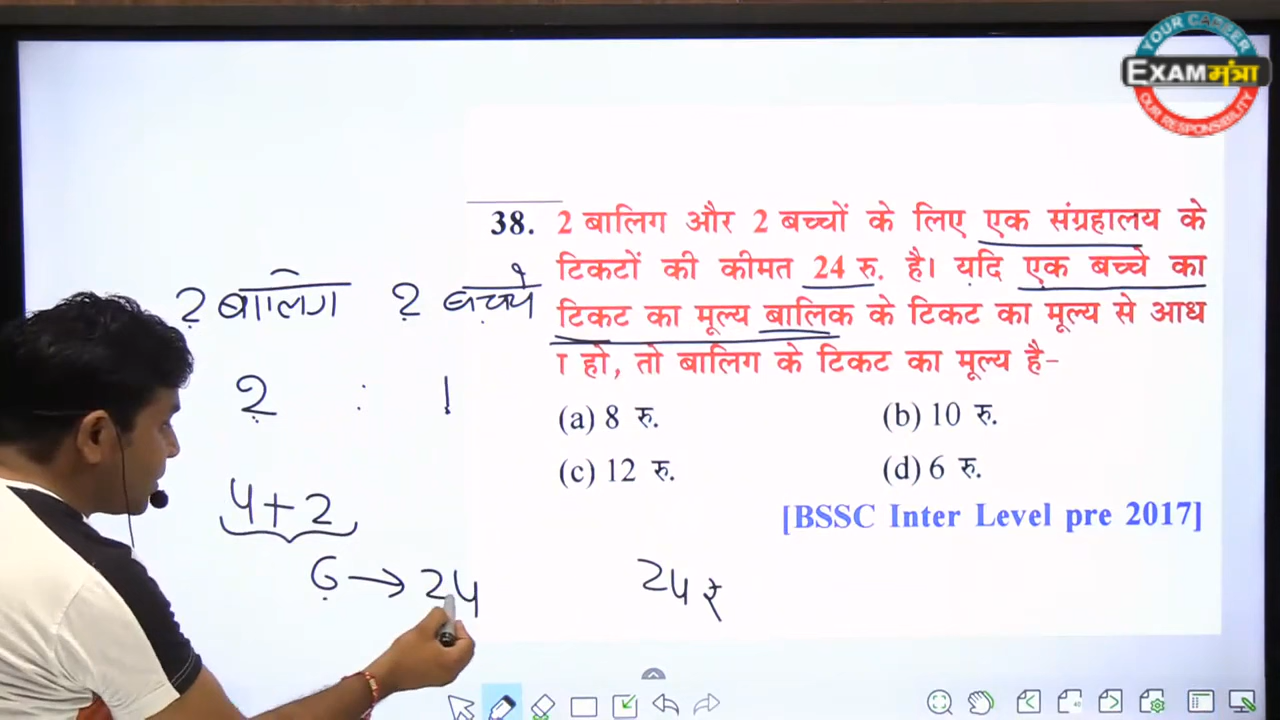 YOUR CAREER
EXAMमंत्रा
OUR RESPONSIBILITY
38. 2 बालिग और 2 बच्चों के लिए एक संग्रहालय के
टिकटों की कीमत 24 रु. है। यदि एक बच्चे का
टिकट का मूल्य बालिक के टिकट का मूल्य से आध
ा हो, तो बालिग के टिकट का मूल्य है-
(a) 8 रु. (b) 10 रु.
(c) 12 रु. (d) 6 रु.
[BSSC Inter Level pre 2017]
2 बालिग 2 बच्चे
2 : 1
4+2
6 → 24
24 ₹